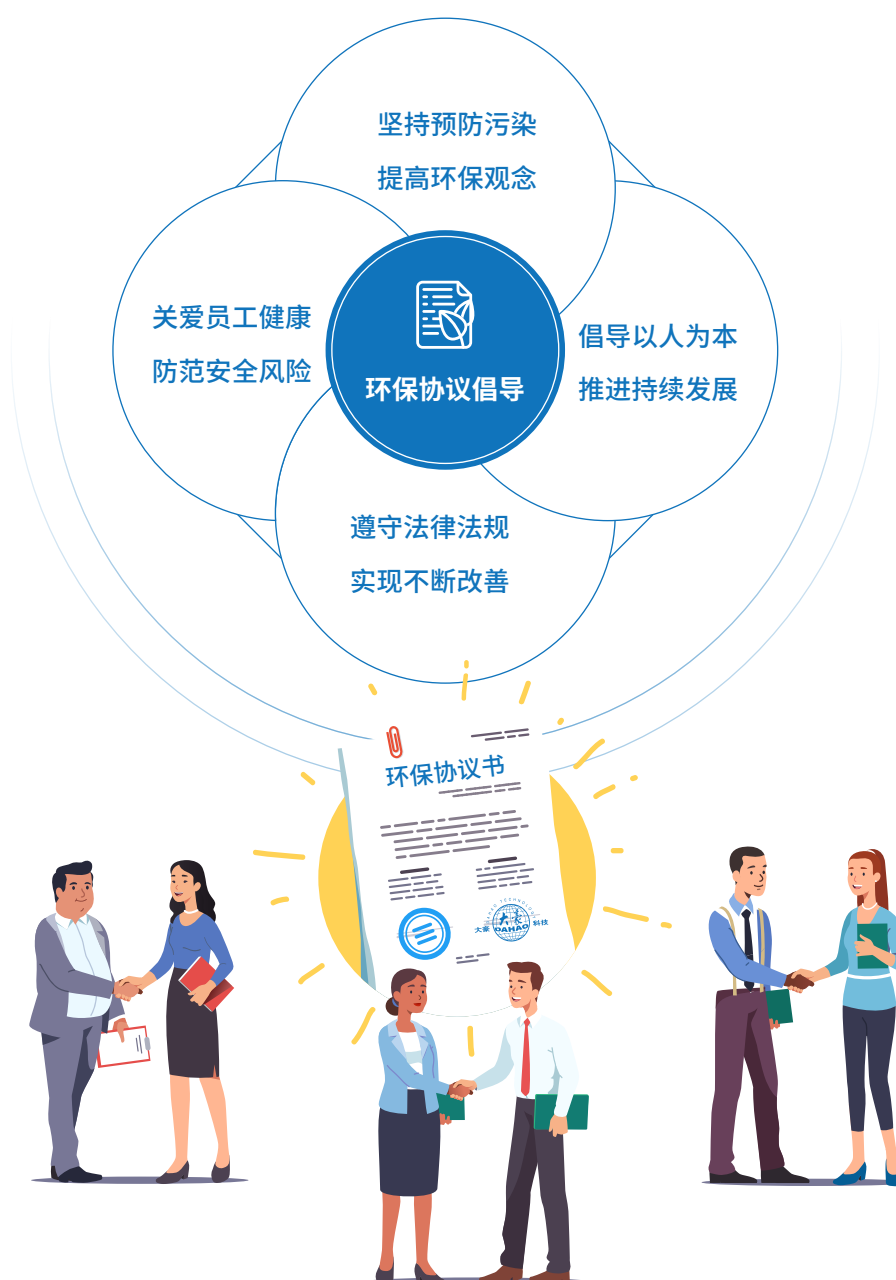 坚持预防污染
提高环保观念
关爱员工健康
防范安全风险
倡导以人为本
推进持续发展
环保协议倡导
遵守法律法规
实现不断改善
环保协议书
DAHAO TECHNOLOGY
大豪
DAHAO
科技